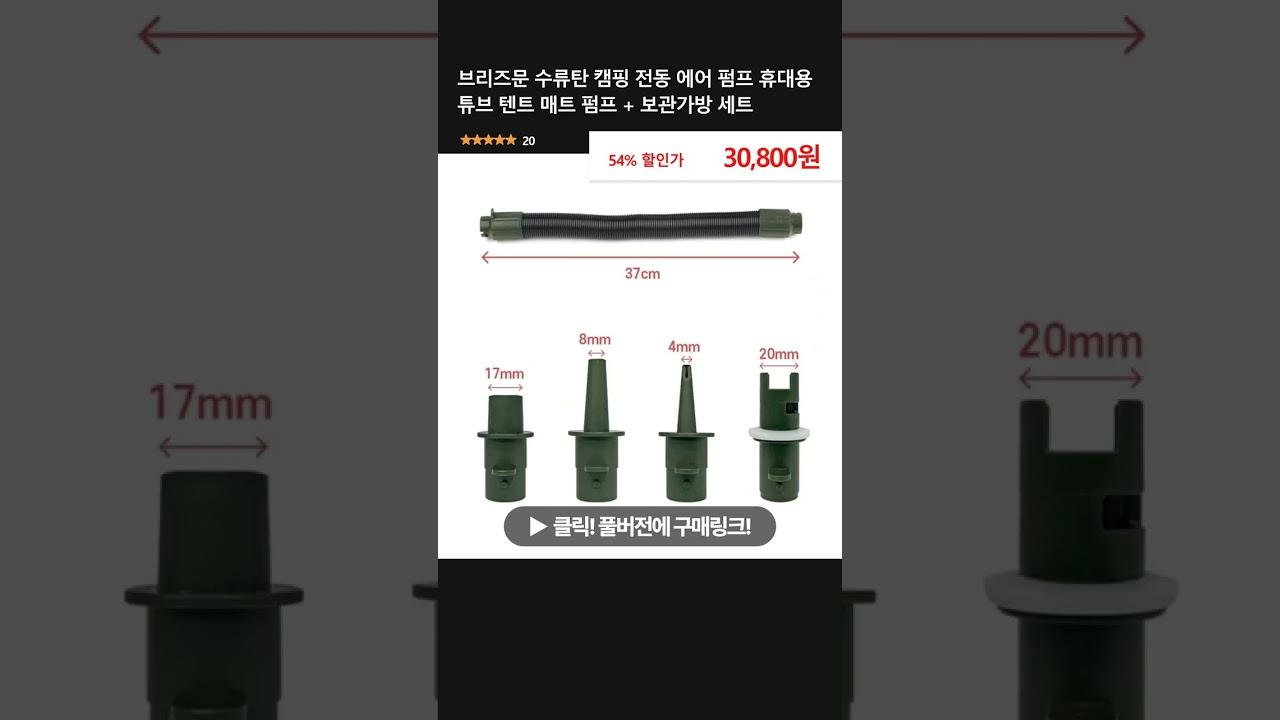 브리즈문 수류탄 캠핑 전동 에어 펌프 휴대용
튜브 텐트 매트 펌프 + 보관가방 세트
★★★★★ 20
54% 할인가 30,800원
37cm
17mm
8mm
4mm
20mm
▶ 클릭! 풀버전에 구매링크!
17mm
20mm